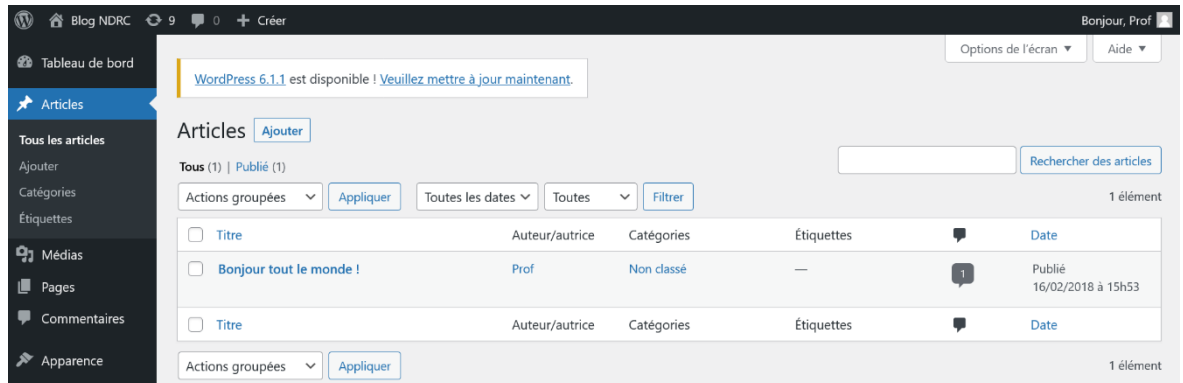 Blog NDRC 9 0 + Créer Bonjour, Prof
Options de l'écran ▼ Aide ▼
Tableau de bord
Articles
Tous les articles
Ajouter
Catégories
Étiquettes
Médias
Pages
Commentaires
Apparence
WordPress 6.1.1 est disponible ! Veuillez mettre à jour maintenant.
Articles Ajouter
Tous (1) | Publié (1)
Rechercher des articles
Actions groupées Appliquer Toutes les dates Toutes Filtrer 1 élément
Titre Auteur/autrice Catégories Étiquettes Date
Bonjour tout le monde ! Prof Non classé — 1 Publié
16/02/2018 à 15h53
Titre Auteur/autrice Catégories Étiquettes Date
Actions groupées Appliquer 1 élément